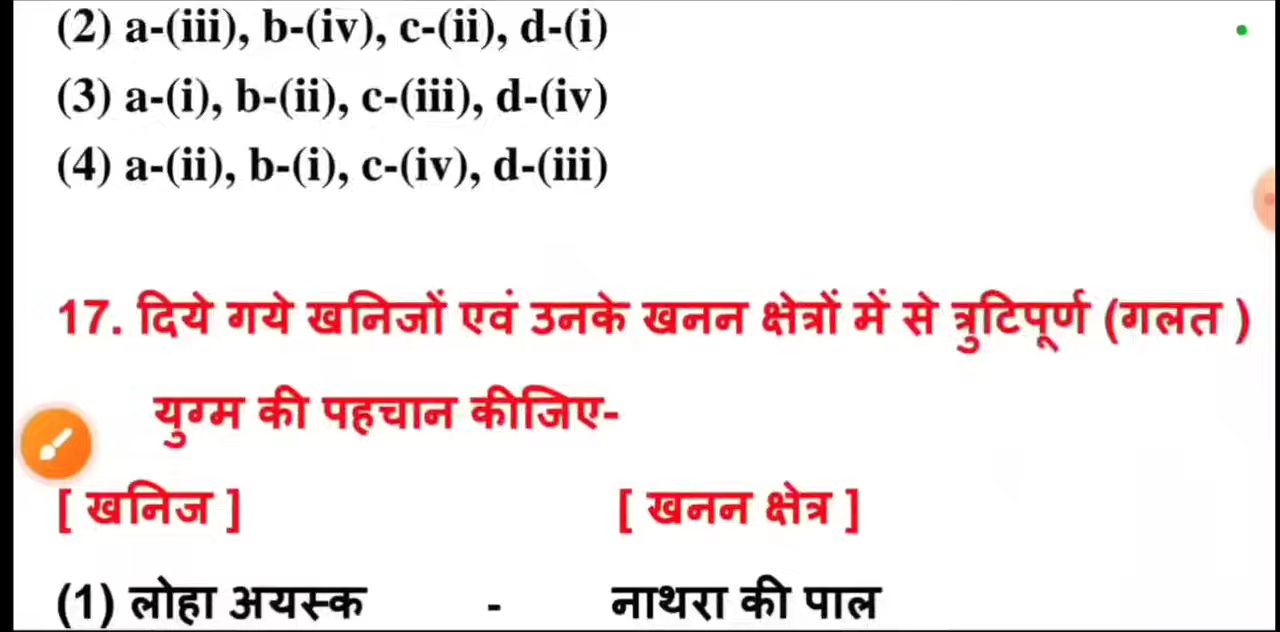 (2) a-(iii), b-(iv), c-(ii), d-(i)
(3) a-(i), b-(ii), c-(iii), d-(iv)
(4) a-(ii), b-(i), c-(iv), d-(iii)
17. दिये गये खनिजों एवं उनके खनन क्षेत्रों में से त्रुटिपूर्ण (गलत )
युग्म की पहचान कीजिए-
[ खनिज ] [ खनन क्षेत्र ]
(1) लोहा अयस्क - नाथरा की पाल